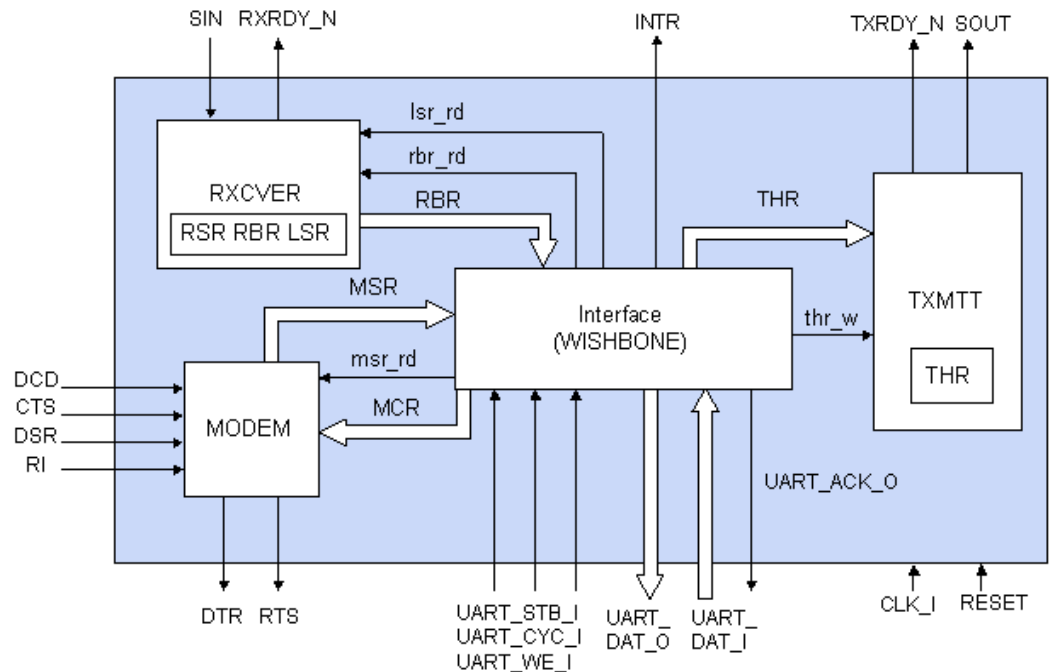 SIN RXRDY_N
INTR
TXRDY_N SOUT
lsr_rd
rbr_rd
RXCVER
RBR
RSR RBR LSR
THR
MSR
Interface
(WISHBONE)
TXMTT
thr_w
msr_rd
THR
DCD
CTS
MCR
DSR
MODEM
RI
UART_ACK_O
DTR RTS
UART_STB_I
UART_CYC_I
UART_WE_I
UART_
DAT_O
UART_
DAT_I
CLK_I
RESET